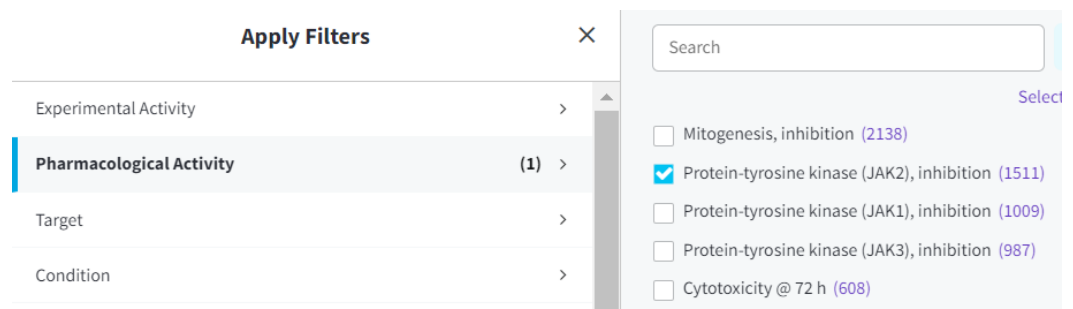 Apply Filters
Experimental Activity
Pharmacological Activity (1)
Target
Condition
Search
Select
Mitogenesis, inhibition (2138)
Protein-tyrosine kinase (JAK2), inhibition (1511)
Protein-tyrosine kinase (JAK1), inhibition (1009)
Protein-tyrosine kinase (JAK3), inhibition (987)
Cytotoxicity @ 72 h (608)